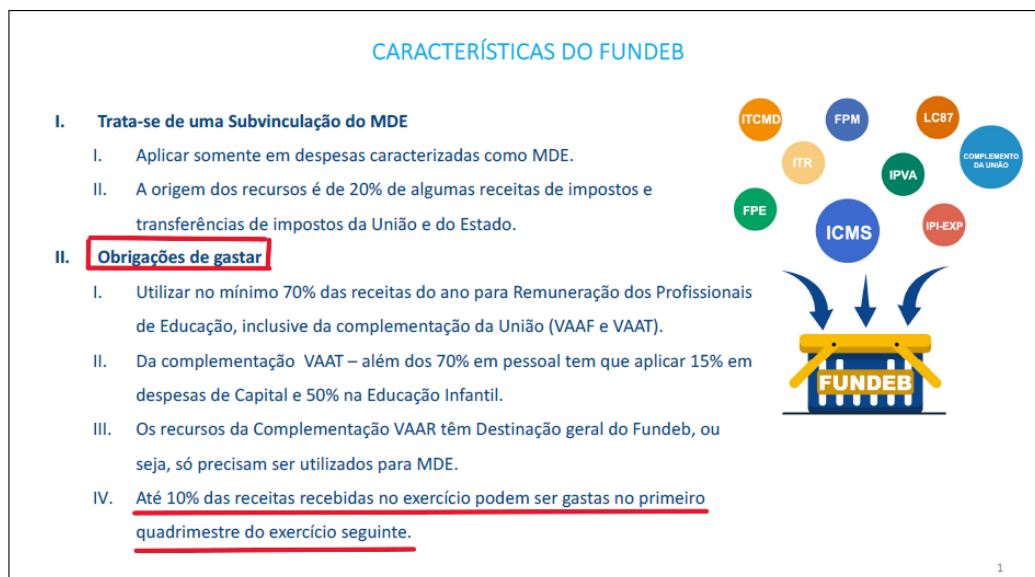 CARACTERÍSTICAS DO FUNDEB
I. Trata-se de uma Subvinculação do MDE
I. Aplicar somente em despesas caracterizadas como MDE.
II. A origem dos recursos é de 20% de algumas receitas de impostos e
transferências de impostos da União e do Estado.
II. Obrigações de gastar
I. Utilizar no mínimo 70% das receitas do ano para Remuneração dos Profissionais
de Educação, inclusive da complementação da União (VAAF e VAAT).
II. Da complementação VAAT – além dos 70% em pessoal tem que aplicar 15% em
despesas de Capital e 50% na Educação Infantil.
III. Os recursos da Complementação VAAR têm Destinação geral do Fundeb, ou
seja, só precisam ser utilizados para MDE.
IV. Até 10% das receitas recebidas no exercício podem ser gastas no primeiro
quadrimestre do exercício seguinte.
ITCMD
FPM
LC87
ITR
IPVA
COMPLEMENTO
DA UNIÃO
FPE
ICMS
IPI-EXP
FUNDEB
1